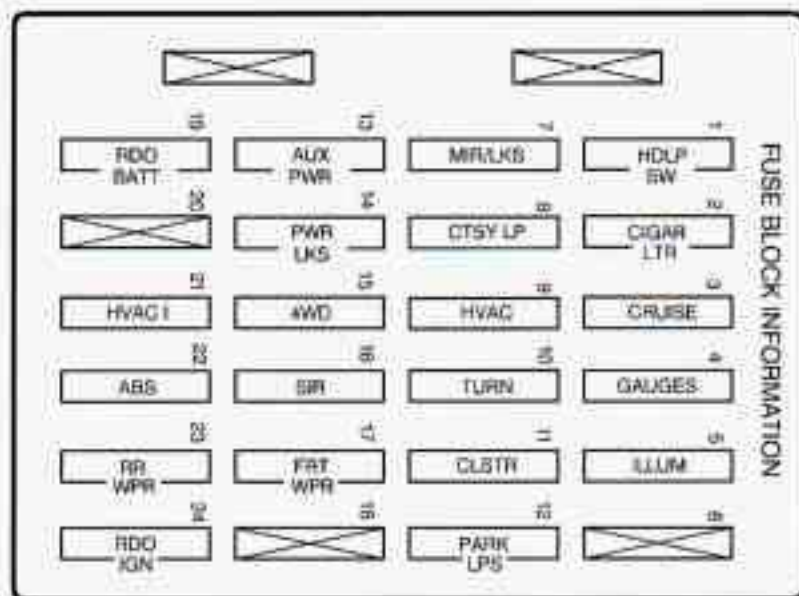 19 13 7 1
RDO AUX MIR/LKS HDLP
BATT PWR SW
20 14 8 2
PWR CTSY LP CIGAR
LKS LTR
21 15 9 3
HVAC I 4WD HVAC CRUISE
22 16 10 4
ABS SIR TURN GAUGES
23 17 11 5
RR FRT CLSTR ILLUM
WPR WPR
24 18 12 6
RDO PARK
IGN LPS
FUSE BLOCK INFORMATION